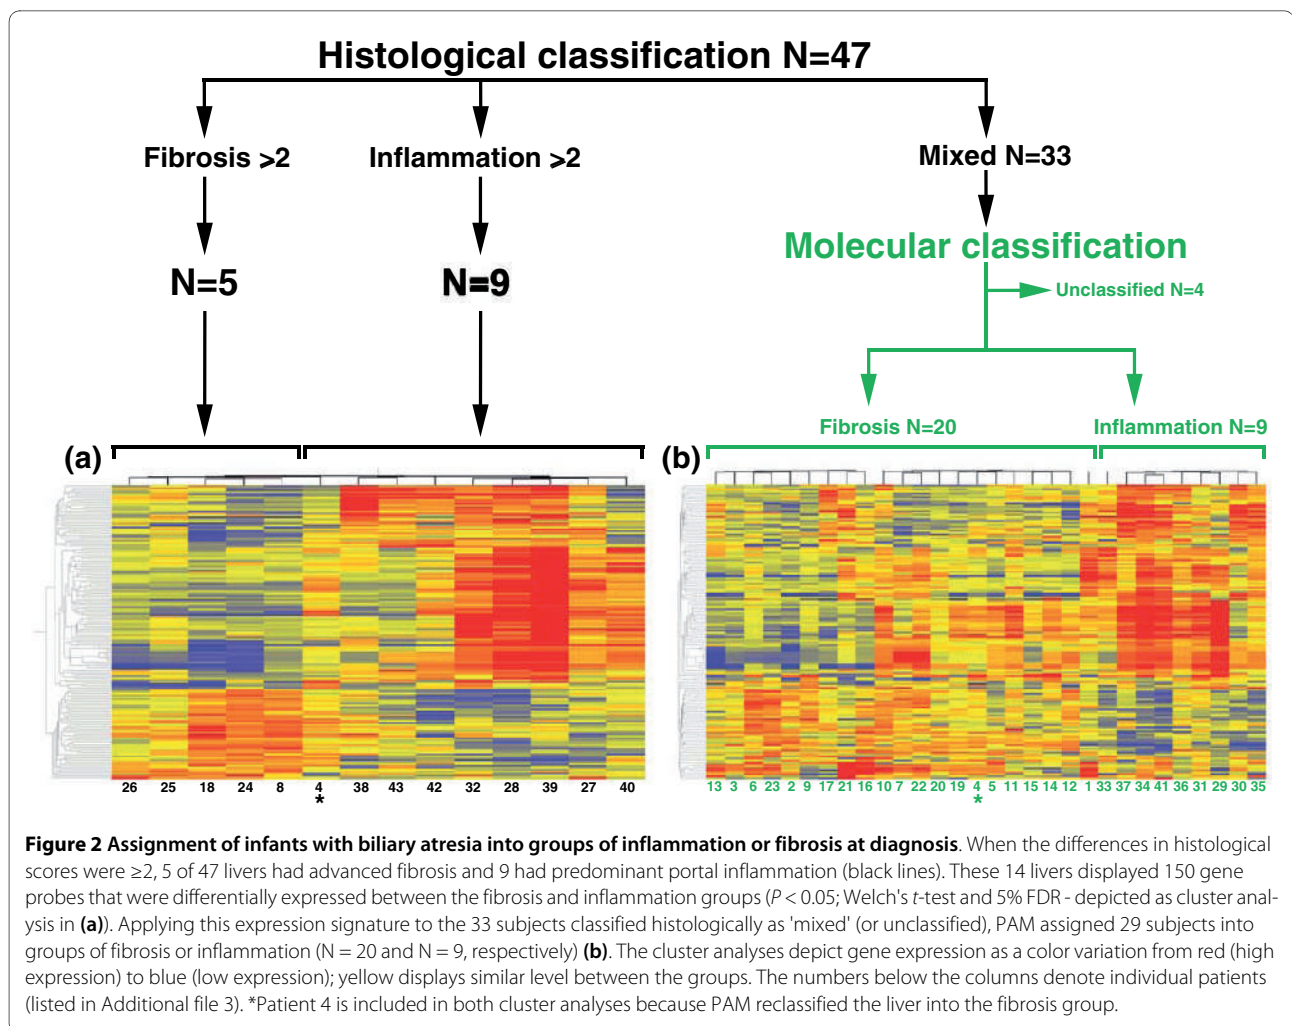 Histological classification N=47
Fibrosis ⩾2
Inflammation ⩾2
Mixed N=33
Molecular classification
N=5
N=9
Unclassified N=4
Fibrosis N=20
Inflammation N=9
(a)
(b)
26 25 18 24 8 4 38 43 42 32 28 39 27 40
*
13 3 6 23 2 9 17 21 16 10 7 22 20 19 4 5 11 15 14 12 1 33 37 34 41 36 31 29 30 35
*
Figure 2 Assignment of infants with biliary atresia into groups of inflammation or fibrosis at diagnosis. When the differences in histological
scores were ≥2, 5 of 47 livers had advanced fibrosis and 9 had predominant portal inflammation (black lines). These 14 livers displayed 150 gene
probes that were differentially expressed between the fibrosis and inflammation groups (P < 0.05; Welch's t-test and 5% FDR - depicted as cluster anal-
ysis in (a)). Applying this expression signature to the 33 subjects classified histologically as 'mixed' (or unclassified), PAM assigned 29 subjects into
groups of fibrosis or inflammation (N = 20 and N = 9, respectively) (b). The cluster analyses depict gene expression as a color variation from red (high
expression) to blue (low expression); yellow displays similar level between the groups. The numbers below the columns denote individual patients
(listed in Additional file 3). *Patient 4 is included in both cluster analyses because PAM reclassified the liver into the fibrosis group.